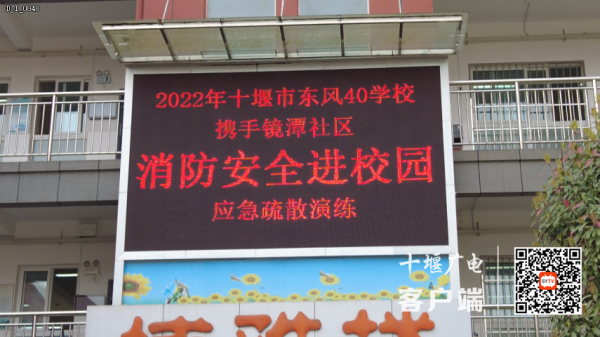 2022年十堰市东风40学校
携手镜潭社区
消防安全进校园
应急疏散演练
十堰广电
客户端